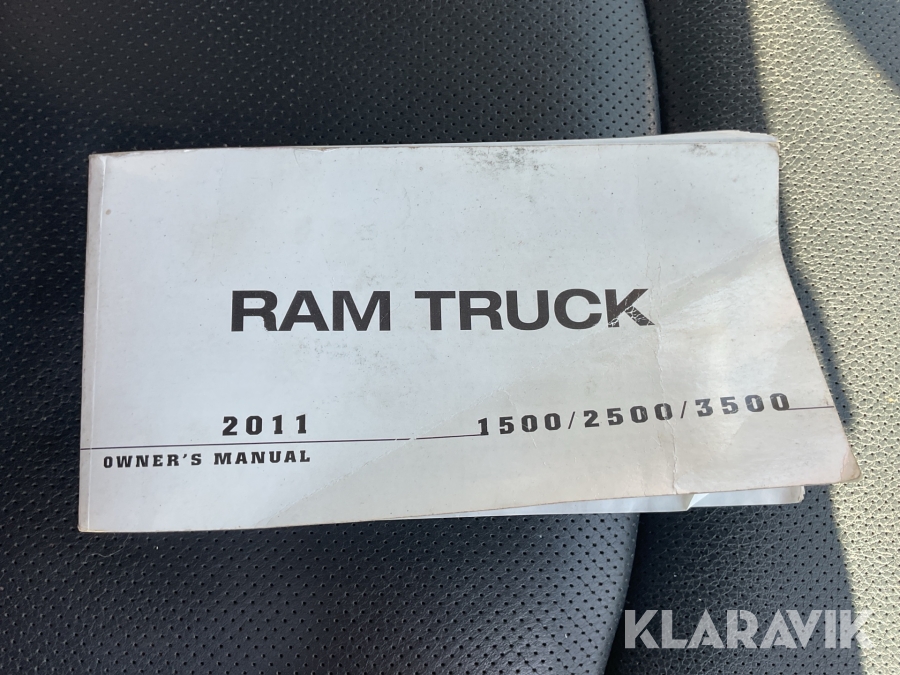 RAM TRUCK
2011 1500/2500/3500
OWNER'S MANUAL
KLARAVIK